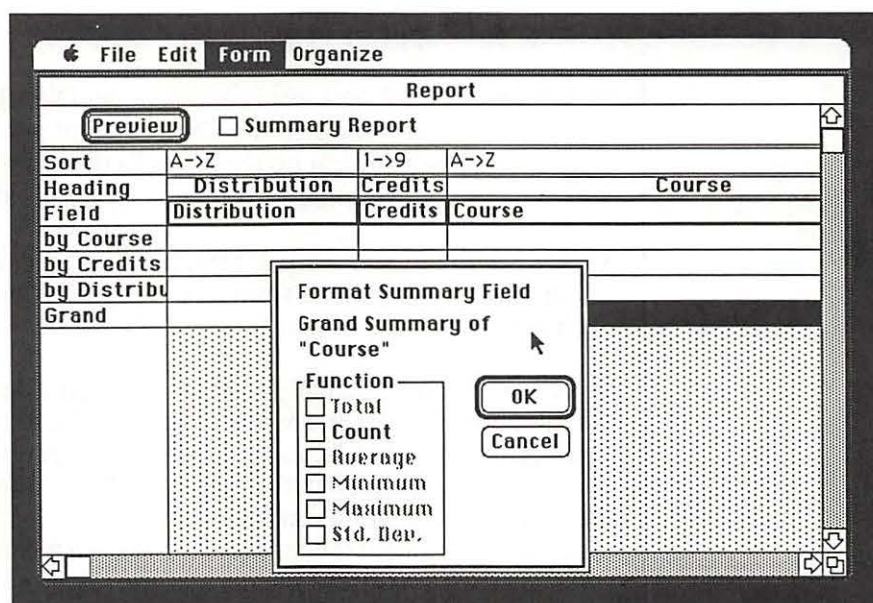 File Edit Form Organize
Report
Preview Summary Report
Sort A->Z 1->9 A->Z
Heading Distribution Credits Course
Field Distribution Credits Course
by Course
by Credits
by Distribu
Grand
Format Summary Field
Grand Summary of
"Course"
Function
Total
Count
Average
Minimum
Maximum
Std. Dev.
OK
Cancel